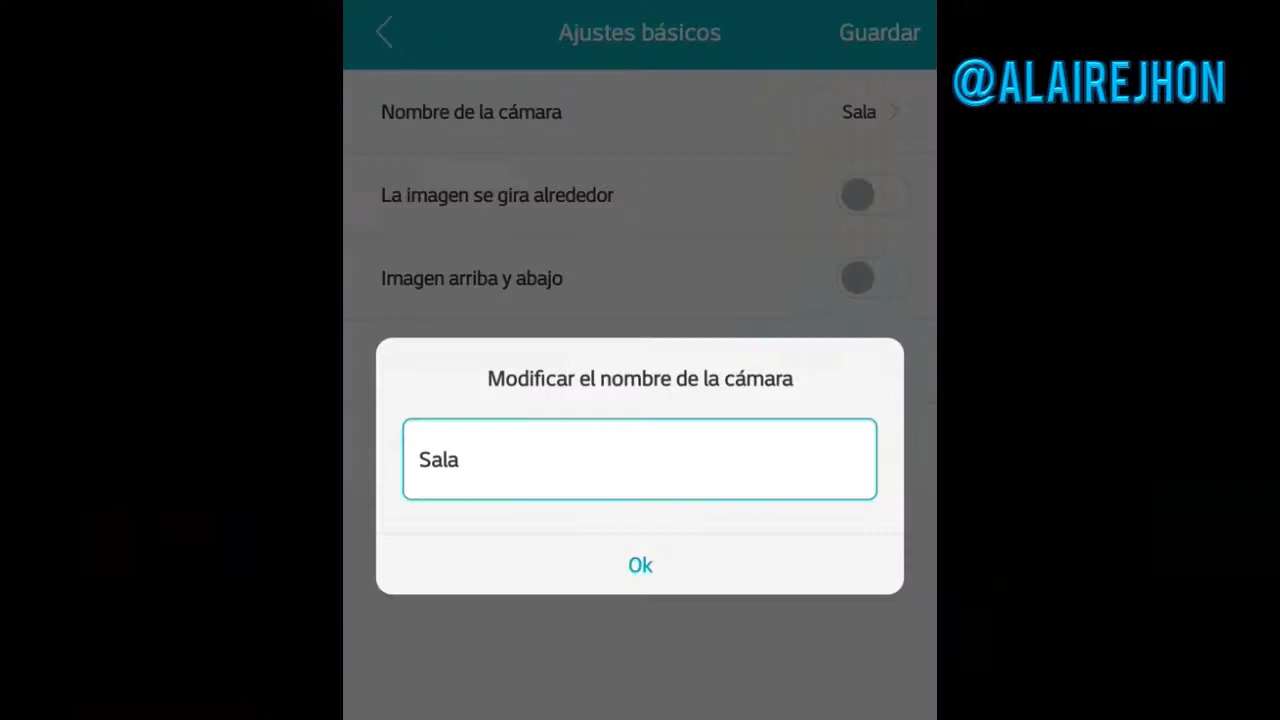 Ajustes básicos
Guardar
@ALAIREJHON
Nombre de la cámara
Sala
La imagen se gira alrededor
Imagen arriba y abajo
Modificar el nombre de la cámara
Sala
Ok